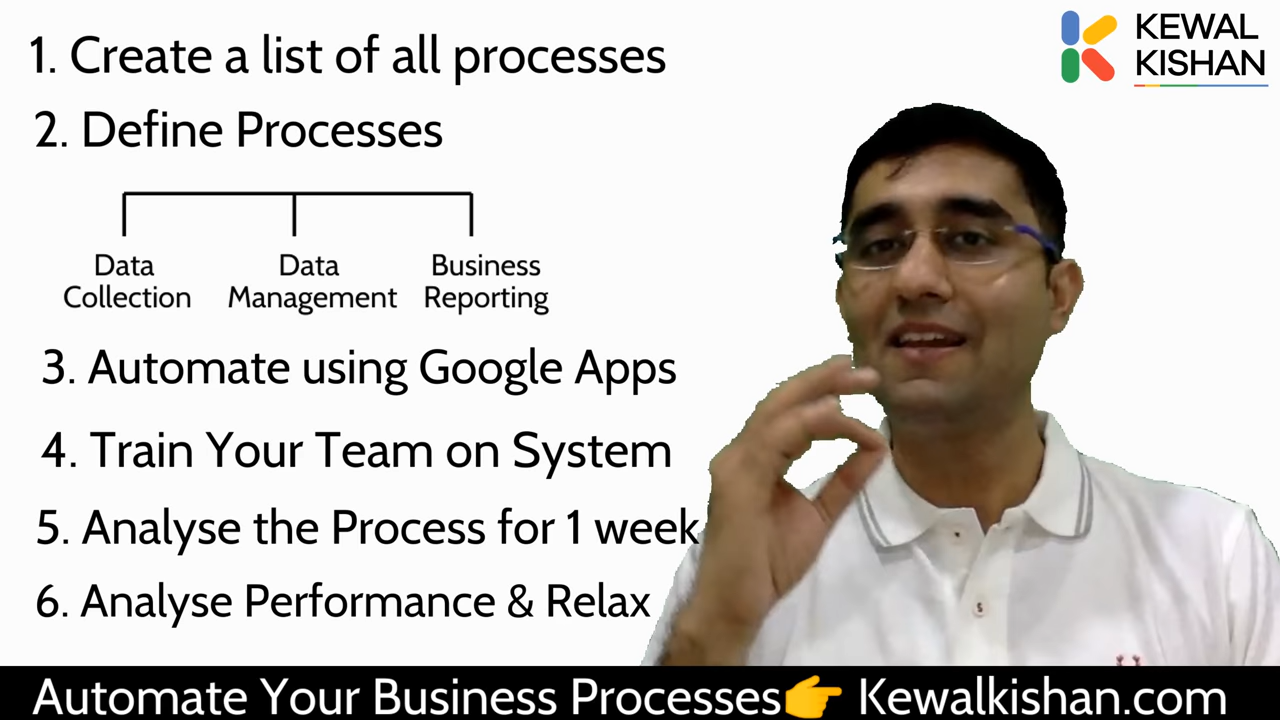 1. Create a list of all processes
KEWAL
KISHAN
2. Define Processes
Data Collection
Data Management
Business Reporting
3. Automate using Google Apps
4. Train Your Team on System
5. Analyse the Process for 1 week
6. Analyse Performance & Relax
Automate Your Business Processes👉 Kewalkishan.com